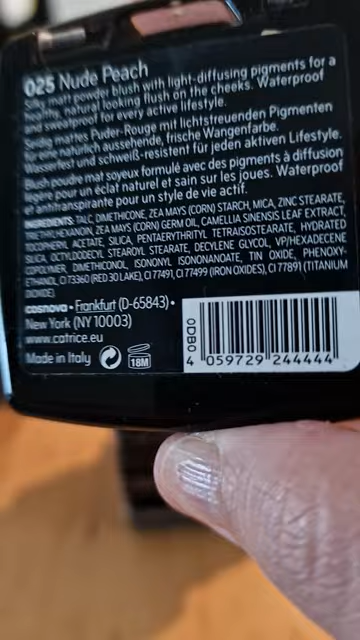 025 Nude Peach
Silky matt powder blush with light-diffusing pigments for a
healthy, natural looking flush on the cheeks. Waterproof
and sweatproof for every active lifestyle.
Seidig mattes Puder-Rouge mit lichtstreuenden Pigmenten
für eine natürlich aussehende, frische Wangenfarbe.
Wasserfest und schweiß-resistent für jeden aktiven Lifestyle.
Blush poudre mat soyeux formulé avec des pigments à diffusion
légère pour un éclat naturel et sain sur les joues. Waterproof
et antitranspirante pour un style de vie actif.
INGREDIENTS: TALC, DIMETHICONE, ZEA MAYS (CORN) STARCH, MICA, ZINC STEARATE,
TRIETHYLHEXANOIN, ZEA MAYS (CORN) GERM OIL, CAMELLIA SINENSIS LEAF EXTRACT,
TOCOPHERYL ACETATE, SILICA, PENTAERYTHRITYL TETRAISOSTEARATE, HYDRATED
SILICA, OCTYLDODECYL STEAROYL STEARATE, DECYLENE GLYCOL, VP/HEXADECENE
COPOLYMER, DIMETHICONOL, ISONONYL ISONONANOATE, TIN OXIDE, PHENOXY-
ETHANOL, CI 73360 (RED 30 LAKE), CI 77491, CI 77499 (IRON OXIDES), CI 77891 (TITANIUM
DIOXIDE)
cosnova • Frankfurt (D-65843) •
New York (NY 10003)
www.catrice.eu
Made in Italy
18M
ODB04
4 059729 244444